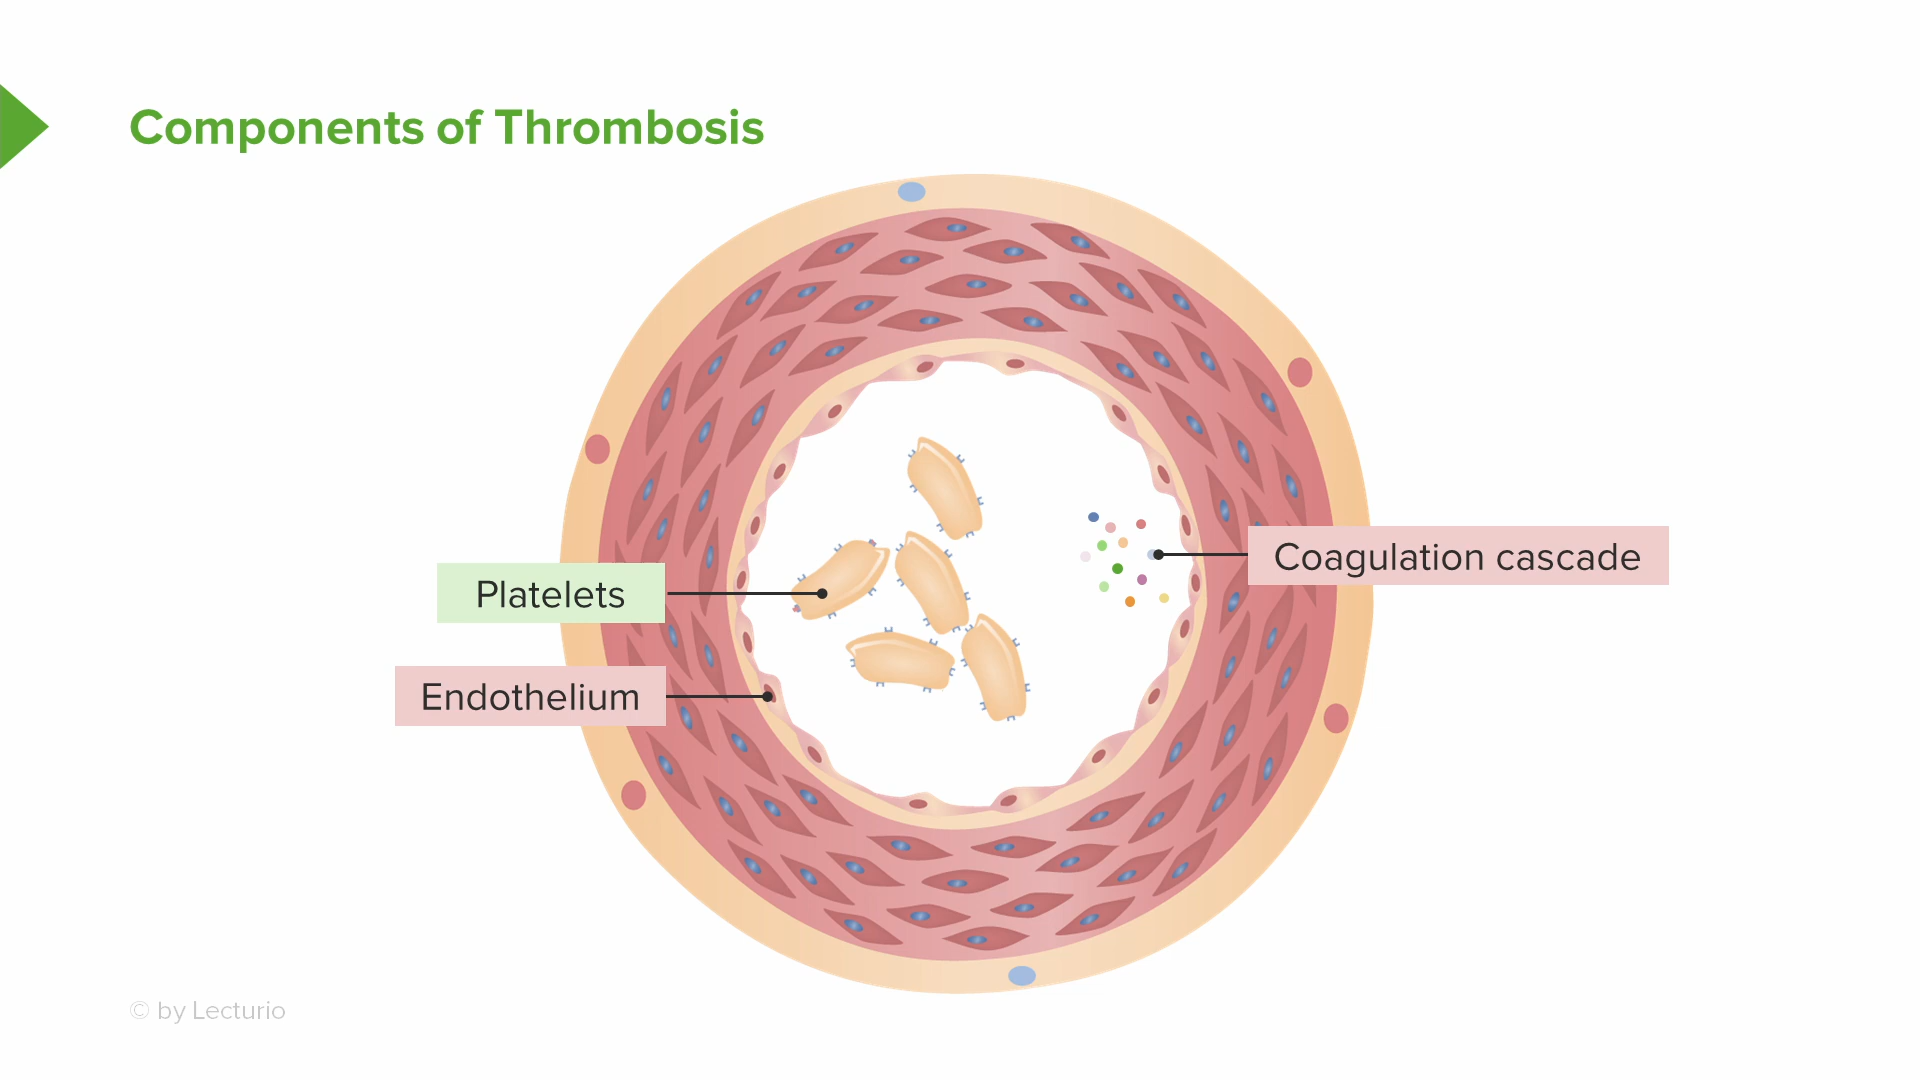 Components of Thrombosis
Coagulation cascade
Platelets
Endothelium
© by Lecturio